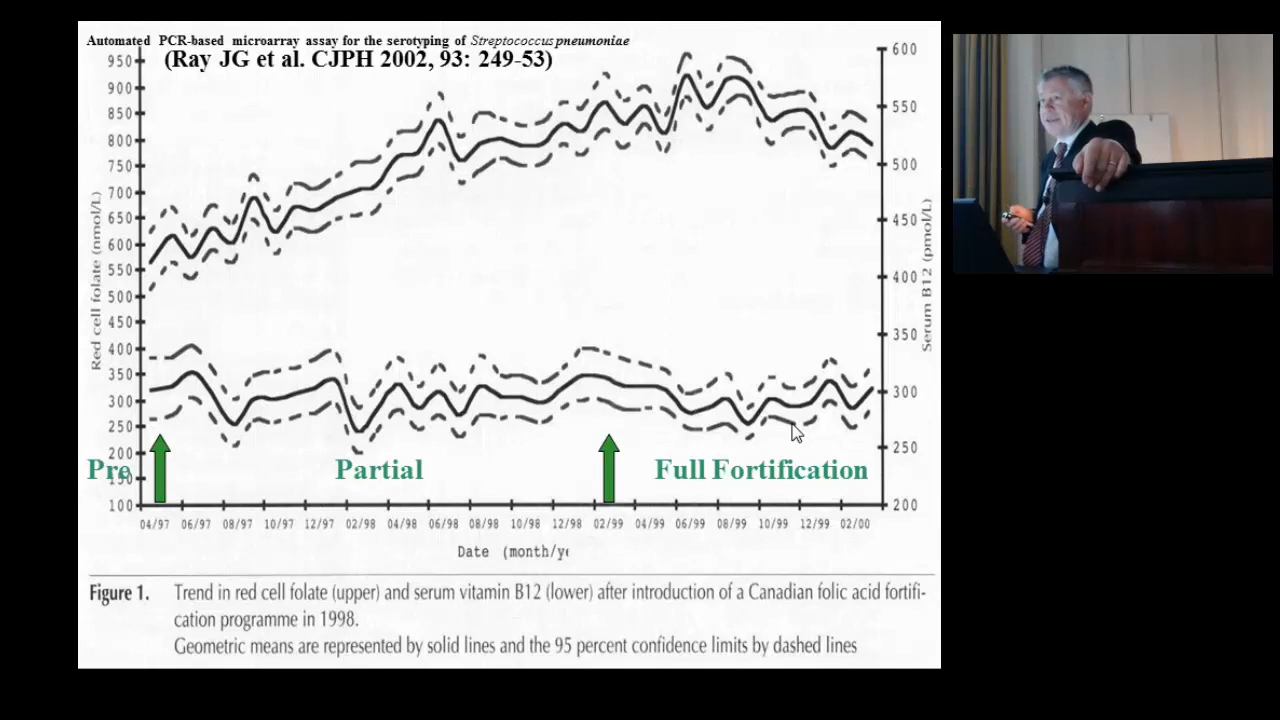 Automated PCR-based microarray assay for the serotyping of Streptococcus pneumoniae
(Ray JG et al. CJPH 2002, 93: 249-53)
950
900
850
800
750
700
650
600
550
500
450
400
350
300
250
200
150
100
Red cell folate (nmol/L)
600
550
500
450
400
350
300
250
200
Serum B12 (pmol/L)
Pre
Partial
Full Fortification
04/97 06/97 08/97 10/97 12/97 02/98 04/98 06/98 08/98 10/98 12/98 02/99 04/99 06/99 08/99 10/99 12/99 02/00
Date (month/ye
Figure 1. Trend in red cell folate (upper) and serum vitamin B12 (lower) after introduction of a Canadian folic acid fortifi-
cation programme in 1998.
Geometric means are represented by solid lines and the 95 percent confidence limits by dashed lines